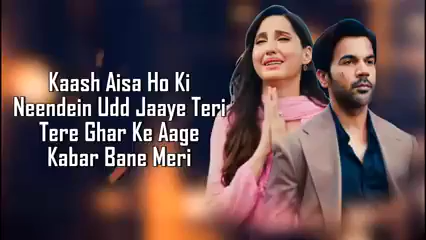 Kaash Aisa Ho Ki
Neendein Udd Jaaye Teri
Tere Ghar Ke Aage
Kabar Bane Meri